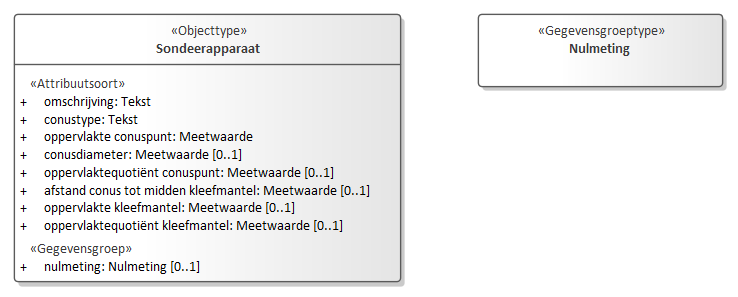 «Objecttype»
Sondeerapparaat
«Attribuutsoort»
+ omschrijving: Tekst
+ conustype: Tekst
+ oppervlakte conuspunt: Meetwaarde
+ conusdiameter: Meetwaarde [0..1]
+ oppervlaktequotiënt conuspunt: Meetwaarde [0..1]
+ afstand conus tot midden kleefmantel: Meetwaarde [0..1]
+ oppervlakte kleefmantel: Meetwaarde [0..1]
+ oppervlaktequotiënt kleefmantel: Meetwaarde [0..1]
«Gegevensgroep»
+ nulmeting: Nulmeting [0..1]
«Gegevensgroeptype»
Nulmeting